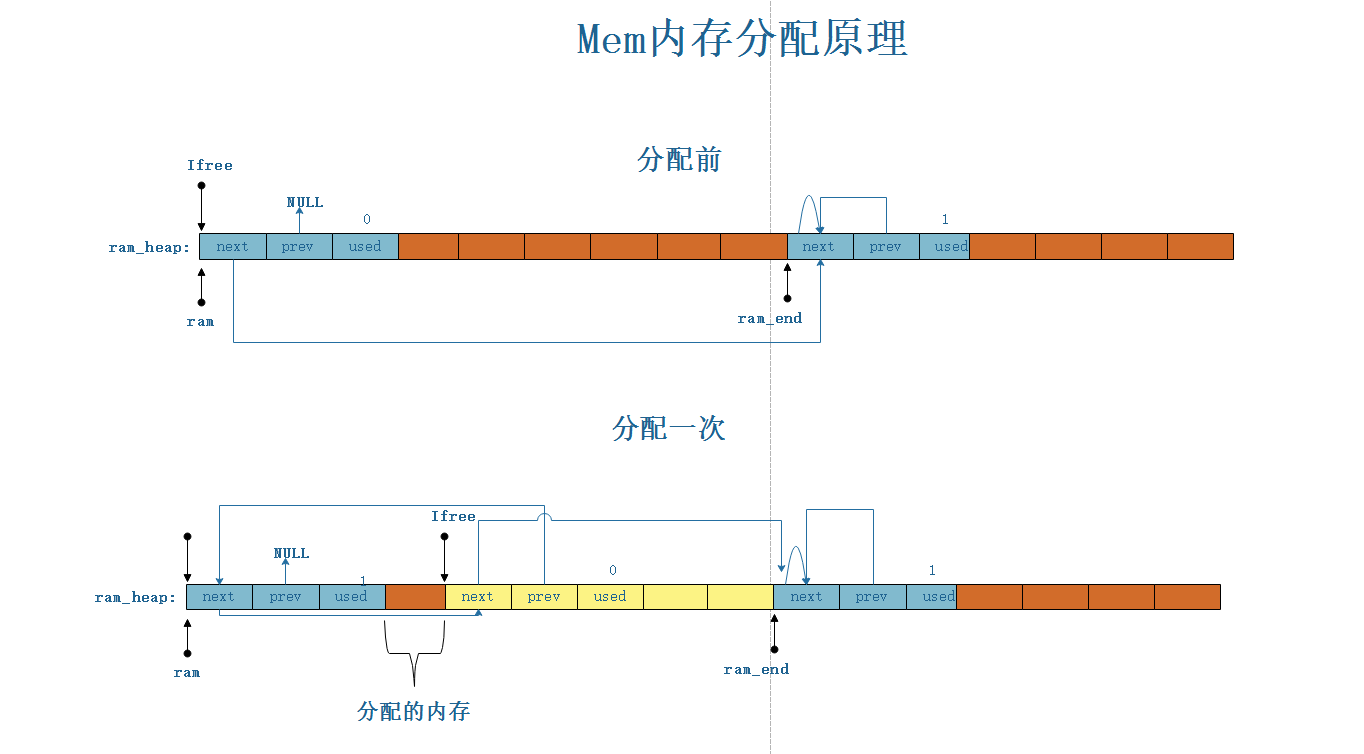 Mem内存分配原理
分配前
Ifree
NULL
0
1
ram_heap: next prev used next prev used
ram
ram_end
分配一次
Ifree
NULL
1
0
1
ram_heap: next prev used next prev used next prev used
ram
ram_end
分配的内存